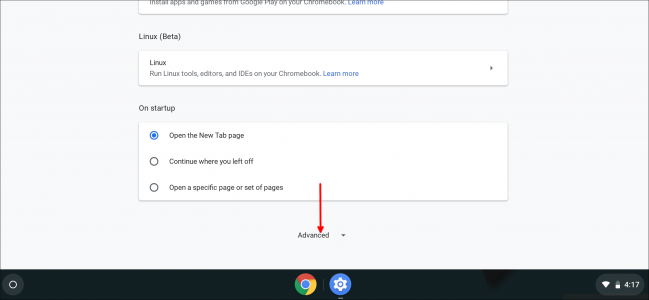 Install apps and games from Google Play on your Chromebook. Learn more
Linux (Beta)
Linux
Run Linux tools, editors, and IDEs on your Chromebook. Learn more
On startup
Open the New Tab page
Continue where you left off
Open a specific page or set of pages
Advanced
4:17